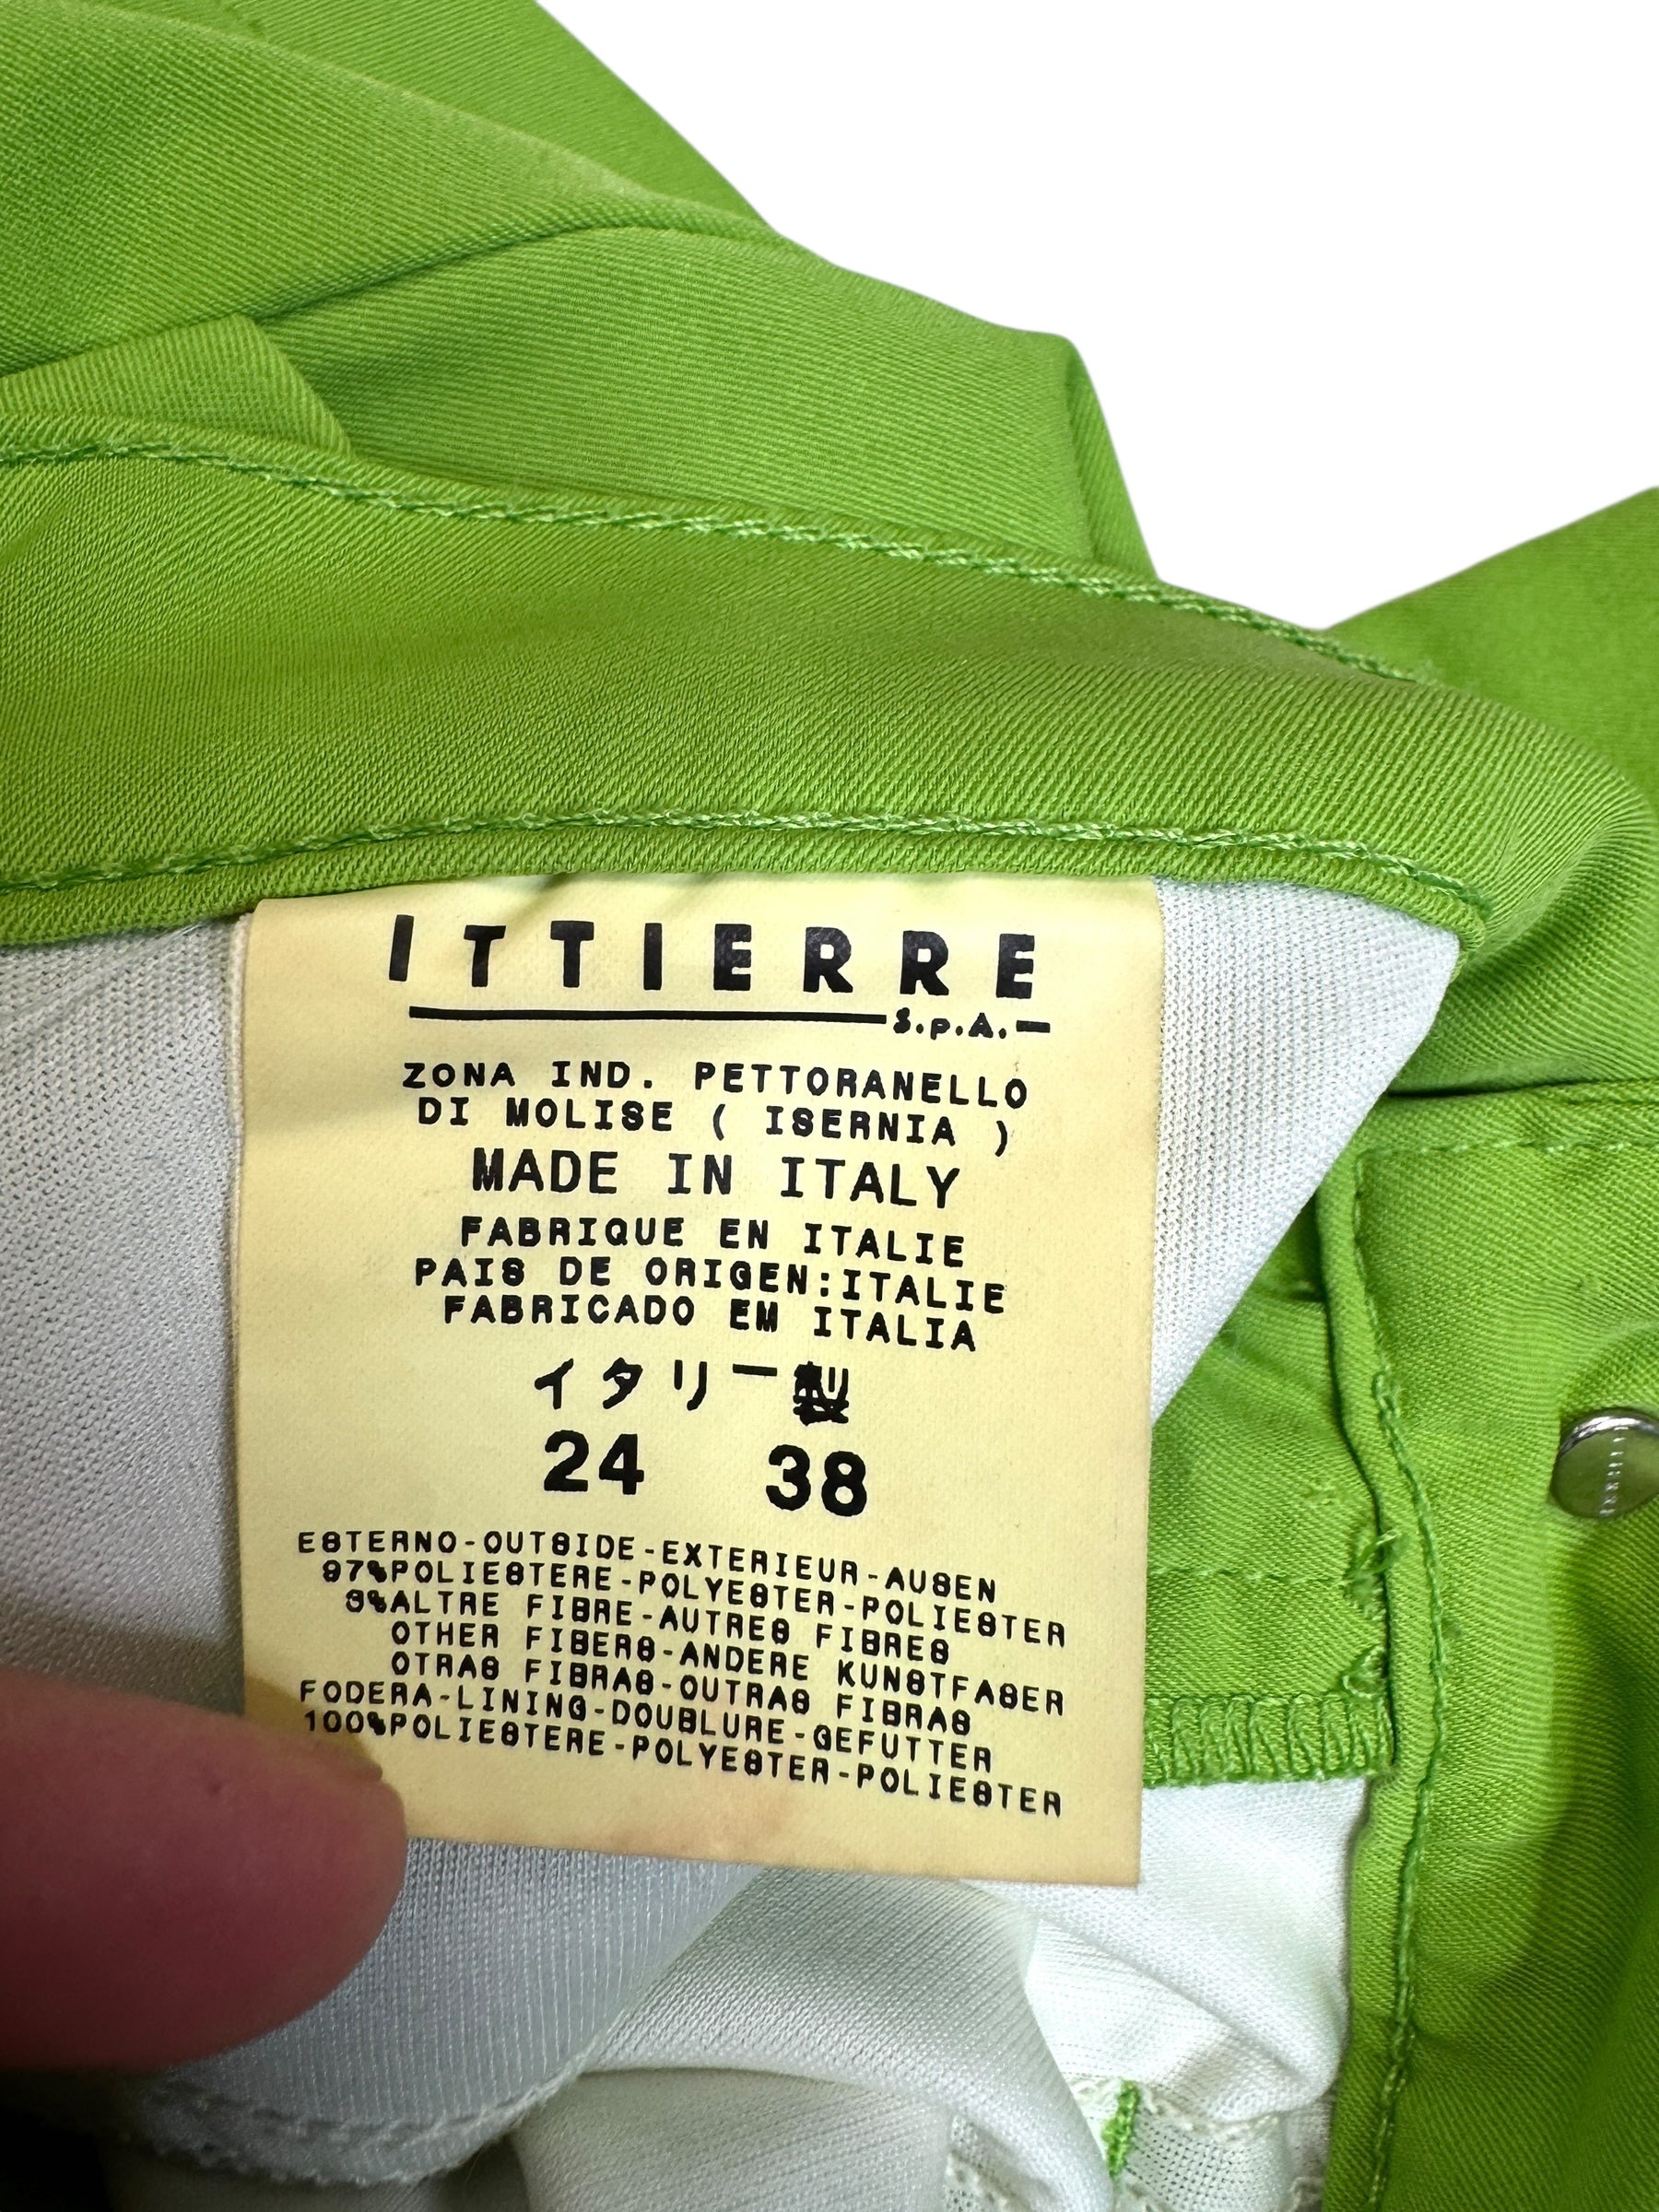 ITTIERRE
S.p.A.
ZONA IND. PETTORANELLO
DI MOLISE ( ISERNIA )
MADE IN ITALY
FABRIQUE EN ITALIE
PAIS DE ORIGEN:ITALIE
FABRICADO EM ITALIA
イタリー製
24 38
ESTERNO-OUTSIDE-EXTERIEUR-AUSEN
97%POLIESTERE-POLYESTER-POLIESTER
3%ALTRE FIBRE-AUTRES FIBRES
OTHER FIBERS-ANDERE KUNSTFASER
OTRAS FIBRAS-OUTRAS FIBRAS
FODERA-LINING-DOUBLURE-GEFUTTER
100%POLIESTERE-POLYESTER-POLIESTER